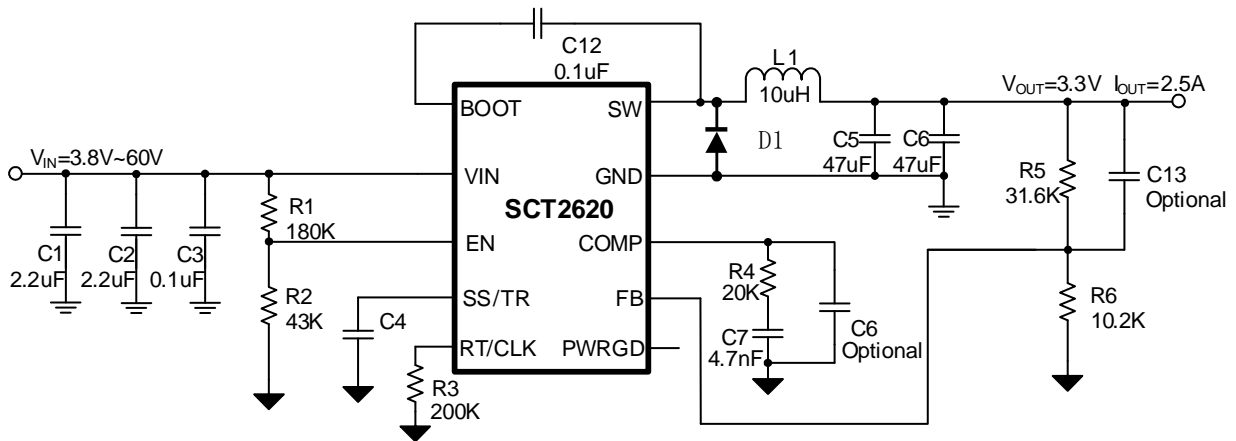 C12
0.1uF
L1
10uH
BOOT
SW
VOUT=3.3V IOUT=2.5A
D1
C5
47uF
C6
47uF
R5
31.6K
C13
Optional
VIN=3.8V~60V
VIN
GND
SCT2620
R1
180K
EN
COMP
C1
2.2uF
C2
2.2uF
C3
0.1uF
R4
20K
R2
43K
SS/TR
FB
C4
R6
10.2K
C6
Optional
C7
4.7nF
RT/CLK
PWRGD
R3
200K